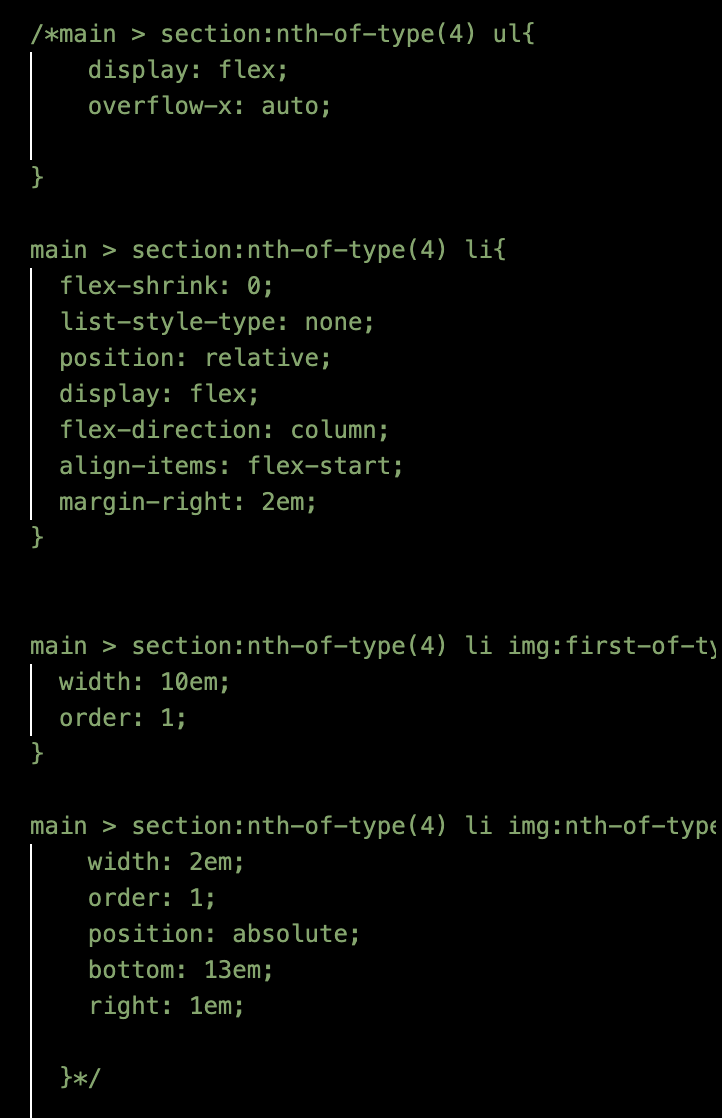 /*main > section:nth-of-type(4) ul{
    display: flex;
    overflow-x: auto;

}

main > section:nth-of-type(4) li{
  flex-shrink: 0;
  list-style-type: none;
  position: relative;
  display: flex;
  flex-direction: column;
  align-items: flex-start;
  margin-right: 2em;
}

main > section:nth-of-type(4) li img:first-of-ty
  width: 10em;
  order: 1;
}

main > section:nth-of-type(4) li img:nth-of-type
    width: 2em;
    order: 1;
    position: absolute;
    bottom: 13em;
    right: 1em;

  }*/